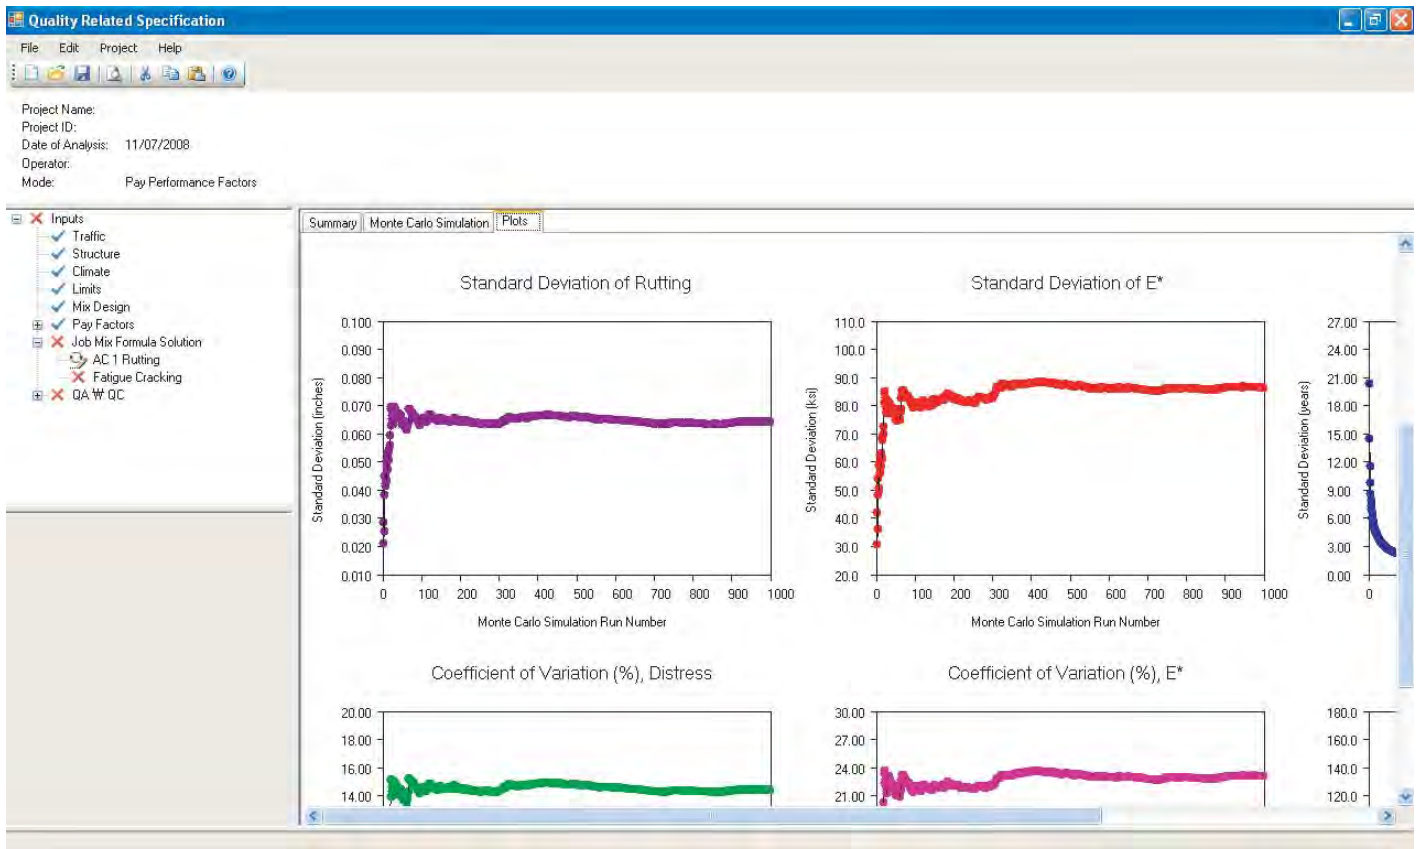 Quality Related Specification
File Edit Project Help
Project Name:
Project ID:
Date of Analysis: 11/07/2008
Operator:
Mode: Pay Performance Factors
Inputs
Traffic
Structure
Climate
Limits
Mix Design
Pay Factors
Job Mix Formula Solution
AC 1 Rutting
Fatigue Cracking
QA ₩ QC
Summary Monte Carlo Simulation Plots
Standard Deviation of Rutting
Standard Deviation (inches)
0.100
0.090
0.080
0.070
0.060
0.050
0.040
0.030
0.020
0.010
0 100 200 300 400 500 600 700 800 900 1000
Monte Carlo Simulation Run Number
Standard Deviation of E*
Standard Deviation (ksi)
110.0
100.0
90.0
80.0
70.0
60.0
50.0
40.0
30.0
20.0
0 100 200 300 400 500 600 700 800 900 1000
Monte Carlo Simulation Run Number
Standard Deviation (years)
27.00
24.00
21.00
18.00
15.00
12.00
9.00
6.00
3.00
0.00
0
Coefficient of Variation (%), Distress
20.00
18.00
16.00
14.00
Coefficient of Variation (%), E*
30.00
27.00
24.00
21.00
180.0
160.0
140.0
120.0